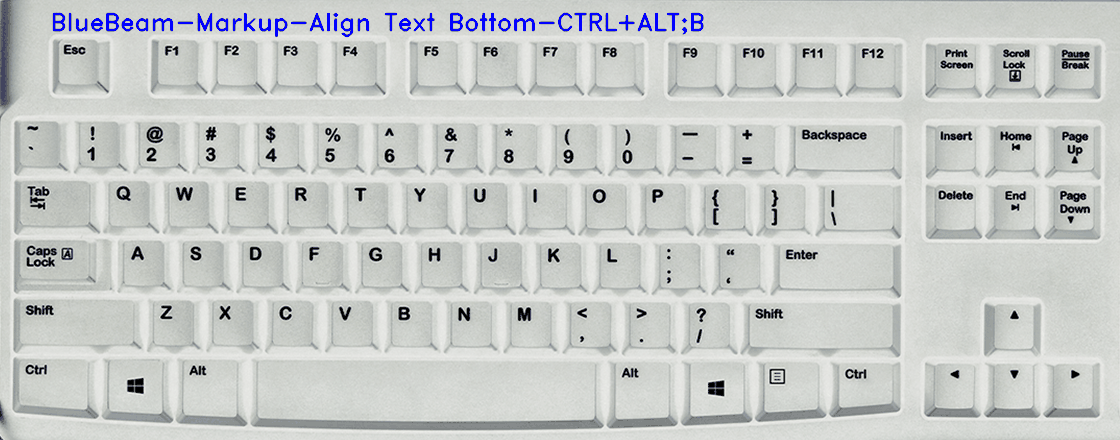 BlueBeam-Markup-Align Text Bottom-CTRL+ALT;B
Esc F1 F2 F3 F4 F5 F6 F7 F8 F9 F10 F11 F12 Print Screen Scroll Lock Pause Break
~ ! @ # $ % ^ & * ( ) — + Backspace Insert Home Page Up
` 1 2 3 4 5 6 7 8 9 0 - =
Tab Q W E R T Y U I O P { } | Delete End Page Down
[ ] \
Caps Lock A S D F G H J K L : “ Enter
; ‘
Shift Z X C V B N M < > ? Shift
, . /
Ctrl Alt Alt Ctrl